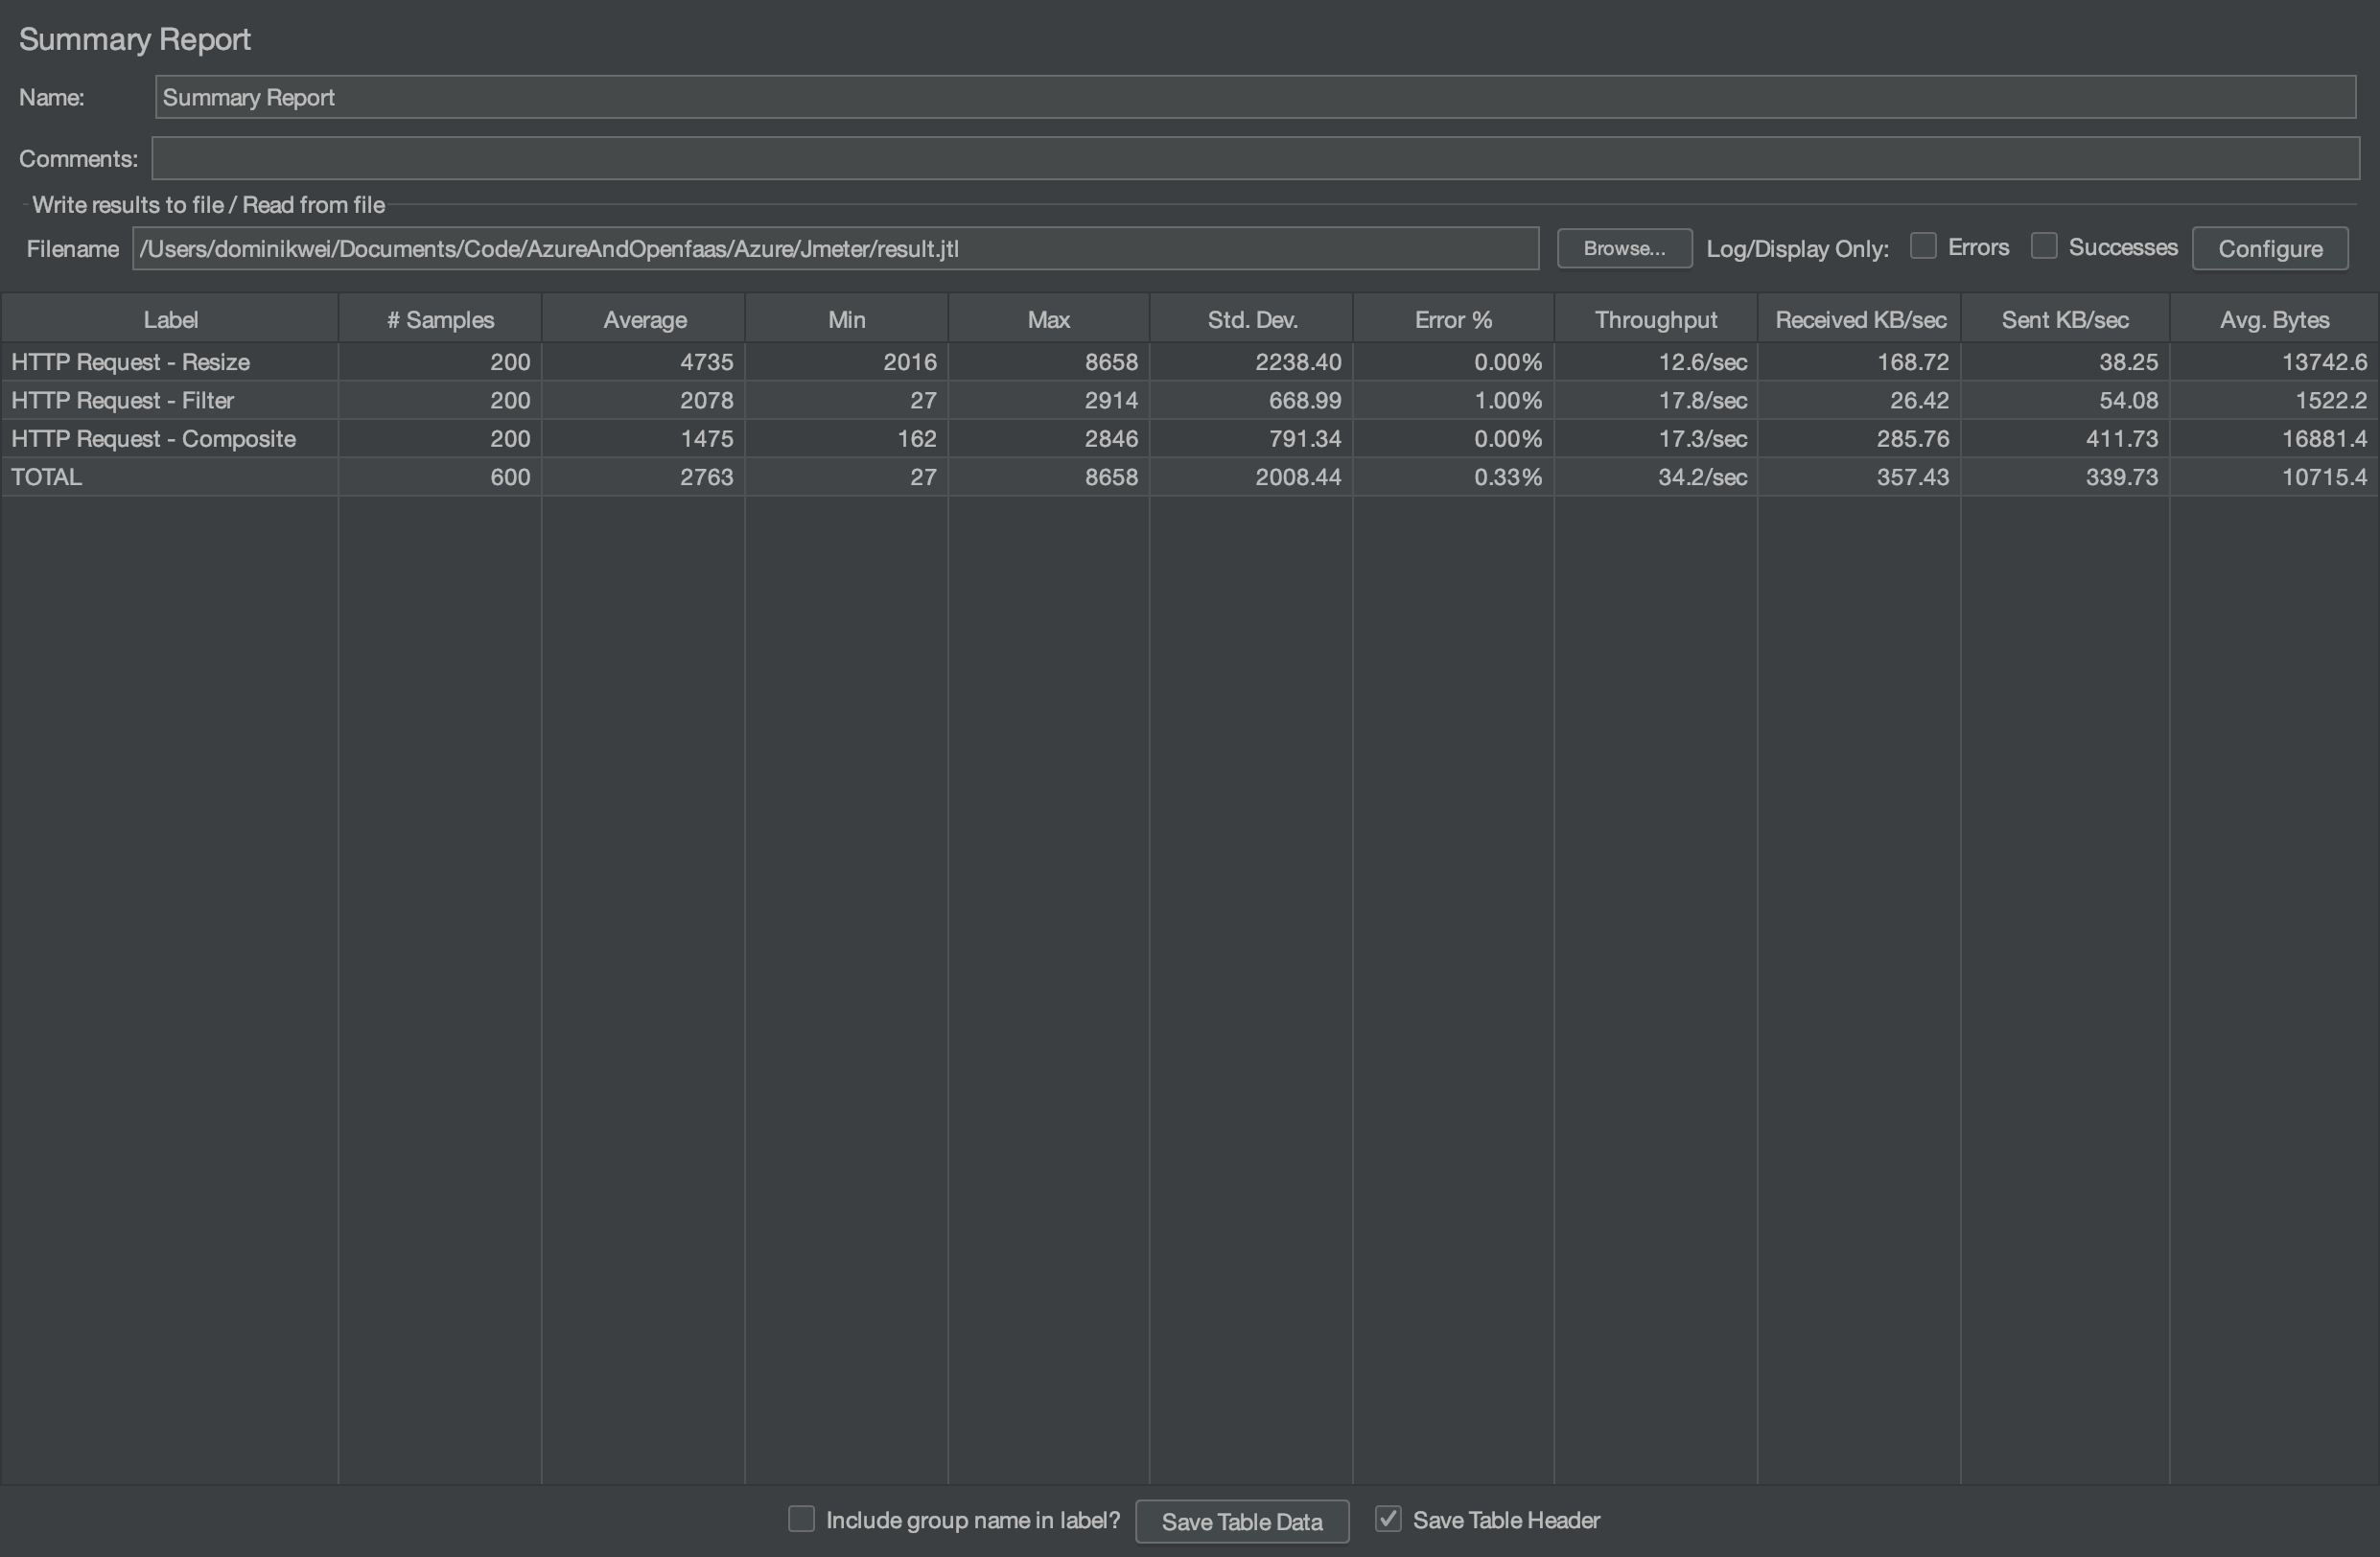 Summary Report
Name: Summary Report
Comments:
Write results to file / Read from file
Filename /Users/dominikwei/Documents/Code/AzureAndOpenfaas/Azure/Jmeter/result.jtl Browse... Log/Display Only: Errors Successes Configure
Label # Samples Average Min Max Std. Dev. Error % Throughput Received KB/sec Sent KB/sec Avg. Bytes
HTTP Request - Resize 200 4735 2016 8658 2238.40 0.00% 12.6/sec 168.72 38.25 13742.6
HTTP Request - Filter 200 2078 27 2914 668.99 1.00% 17.8/sec 26.42 54.08 1522.2
HTTP Request - Composite 200 1475 162 2846 791.34 0.00% 17.3/sec 285.76 411.73 16881.4
TOTAL 600 2763 27 8658 2008.44 0.33% 34.2/sec 357.43 339.73 10715.4
Include group name in label? Save Table Data Save Table Header